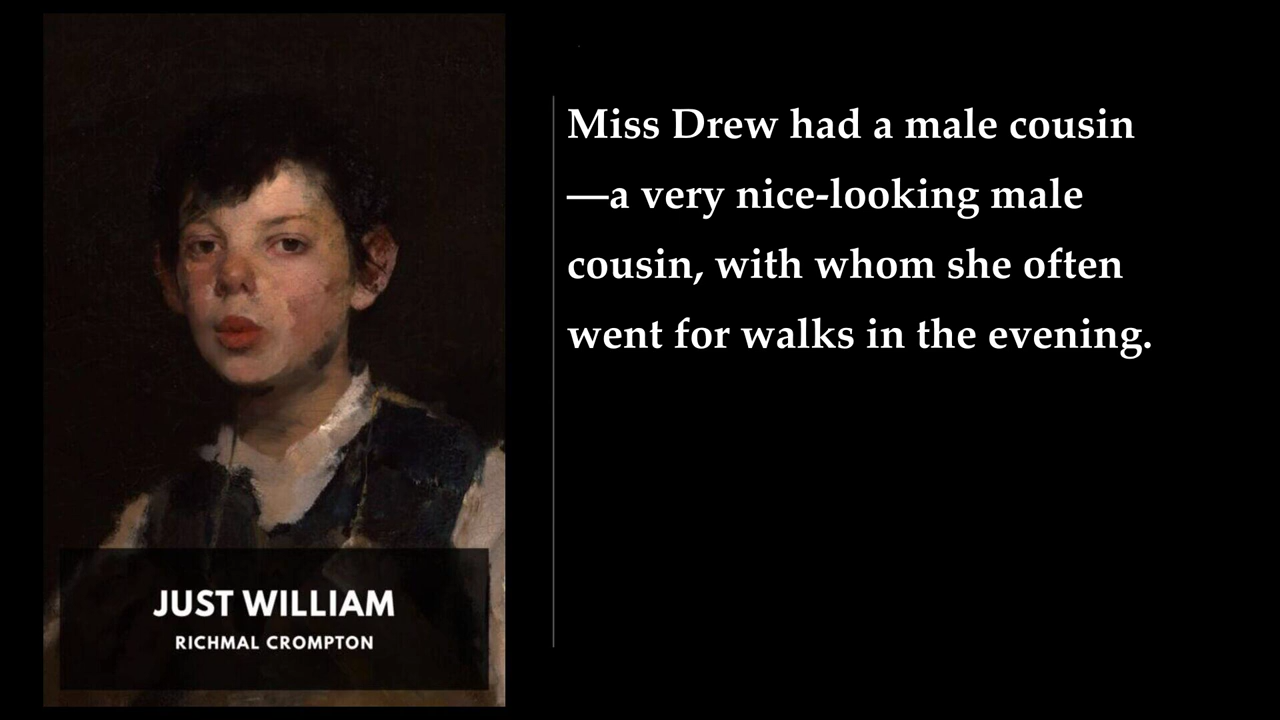 Miss Drew had a male cousin
—a very nice-looking male
cousin, with whom she often
went for walks in the evening.
JUST WILLIAM
RICHMAL CROMPTON